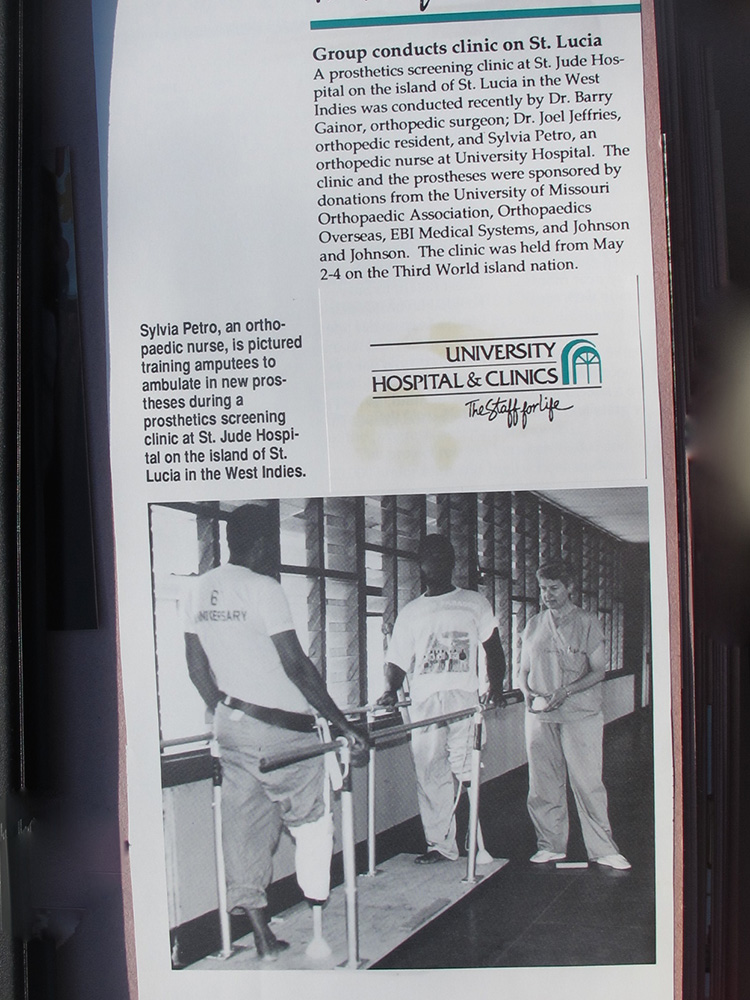 Group conducts clinic on St. Lucia
A prosthetics screening clinic at St. Jude Hos-
pital on the island of St. Lucia in the West
Indies was conducted recently by Dr. Barry
Gainor, orthopedic surgeon; Dr. Joel Jeffries,
orthopedic resident, and Sylvia Petro, an
orthopedic nurse at University Hospital. The
clinic and the prostheses were sponsored by
donations from the University of Missouri
Orthopaedic Association, Orthopaedics
Overseas, EBI Medical Systems, and Johnson
and Johnson. The clinic was held from May
2-4 on the Third World island nation.
Sylvia Petro, an ortho-
paedic nurse, is pictured
training amputees to
ambulate in new pros-
theses during a
prosthetics screening
clinic at St. Jude Hospi-
tal on the island of St.
Lucia in the West Indies.
UNIVERSITY
HOSPITAL & CLINICS
The Staff for Life
6